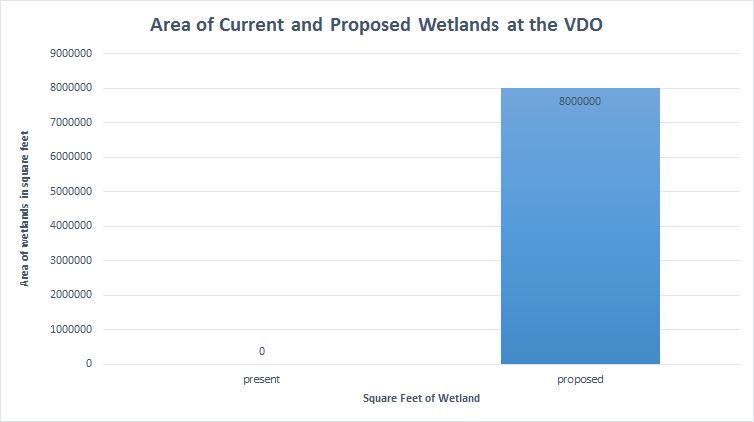 Area of Current and Proposed Wetlands at the VDO
9000000
8000000
7000000
6000000
5000000
4000000
3000000
2000000
1000000
0
Area of wetlands in square feet
0
8000000
present
proposed
Square Feet of Wetland